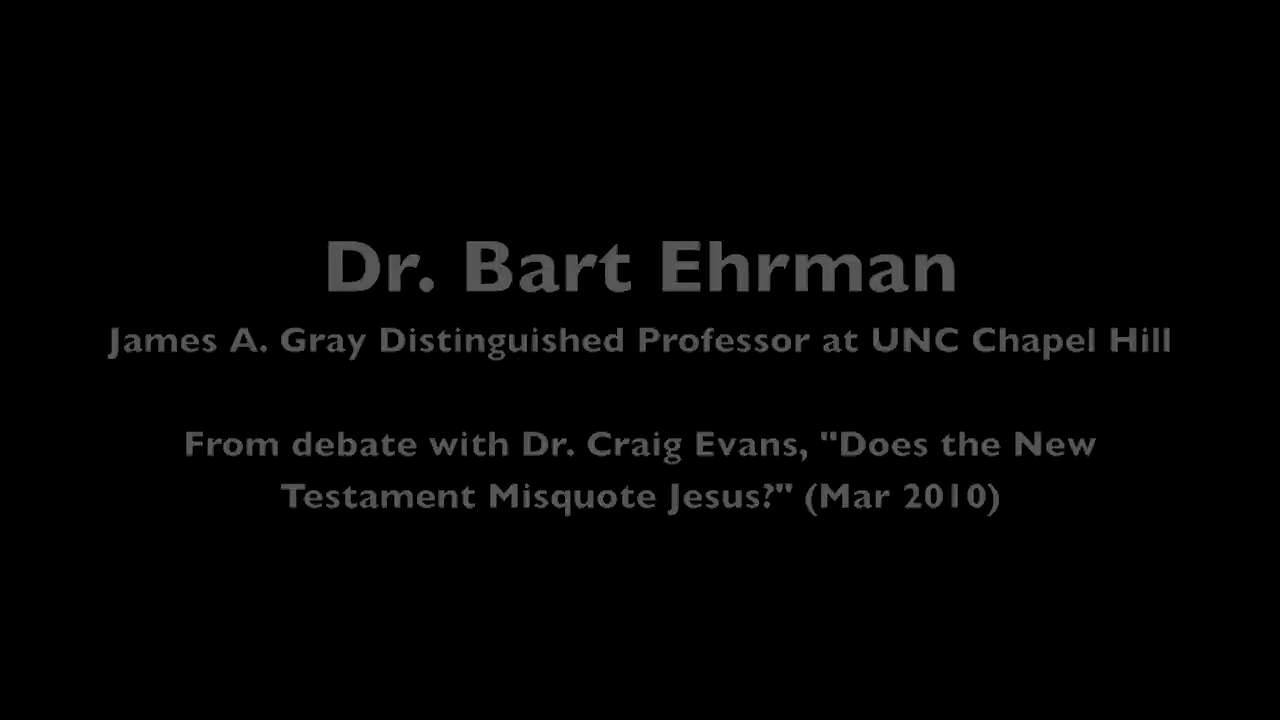 Dr. Bart Ehrman
James A. Gray Distinguished Professor at UNC Chapel Hill
From debate with Dr. Craig Evans, "Does the New
Testament Misquote Jesus?" (Mar 2010)